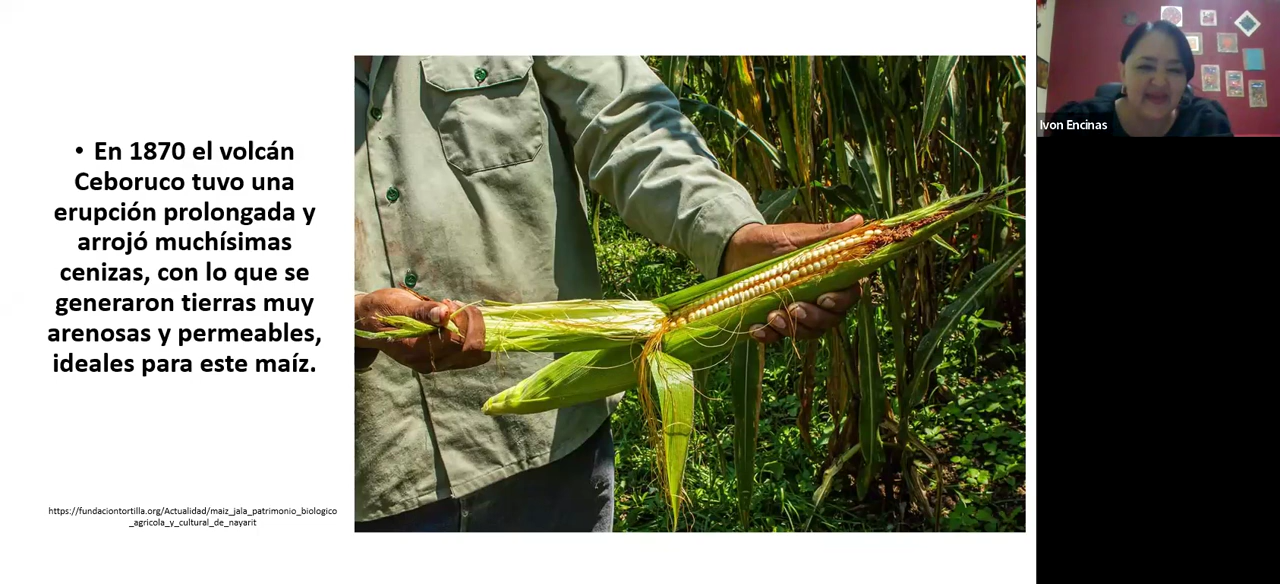 • En 1870 el volcán
Ceboruco tuvo una
erupción prolongada y
arrojó muchísimas
cenizas, con lo que se
generaron tierras muy
arenosas y permeables,
ideales para este maíz.
https://fundaciontortilla.org/Actualidad/maiz_jala_patrimonio_biologico
_agricola_y_cultural_de_nayarit
Ivon Encinas